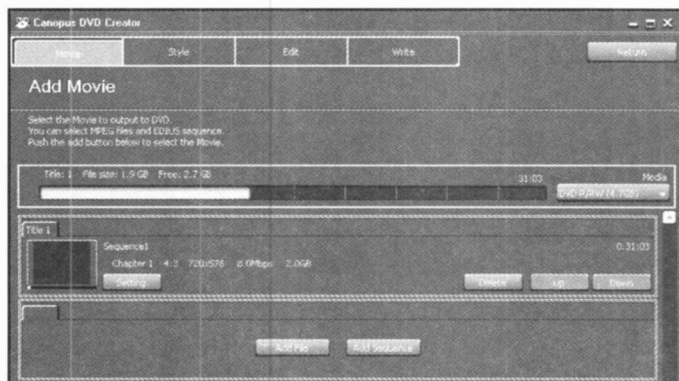 Canopus DVD Creator
Movie Style Edit Write Return
Add Movie
Select the Movie to output to DVD.
You can select MPEG files and EDIUS sequence.
Push the add button below to select the Movie.
Title: 1 File size: 1.9 GB Free: 2.7 GB 31:03 Media
DVD R/RW (4.7GB)
Title 1
Sequence1 0:31:03
Chapter 1 4:3 720x576 8.0Mbps 2.0GB
Setting Delete Up Down
Add File Add Sequence